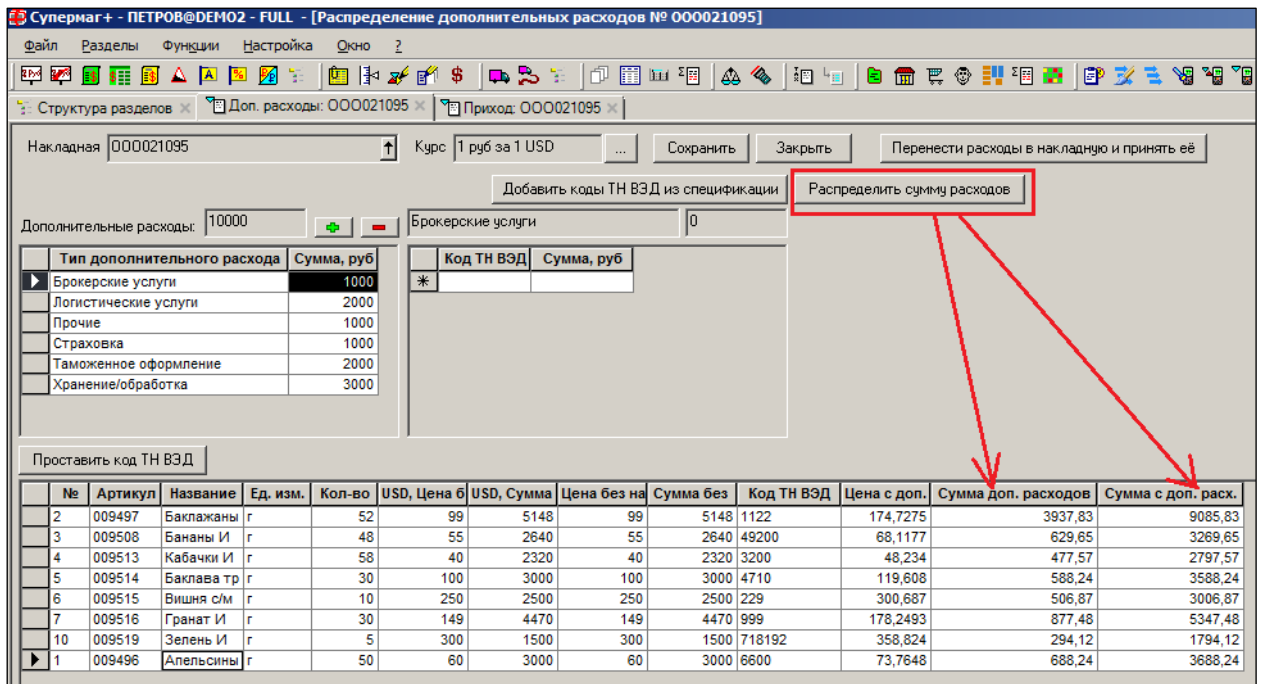 Супермаг+ - ПЕТРОВ@DEMO2 - FULL - [Распределение дополнительных расходов № ООО021095]
Файл Разделы Функции Настройка Окно ?
Структура разделов × Доп. расходы: ООО021095 × Приход: ООО021095 ×
Накладная ООО021095 Курс 1 руб за 1 USD ... Сохранить Закрыть Перенести расходы в накладную и принять её
Добавить коды ТН ВЭД из спецификации Распределить сумму расходов
Дополнительные расходы: 10000 Брокерские услуги 0
Тип дополнительного расхода Сумма, руб Код ТН ВЭД Сумма, руб
Брокерские услуги 1000
Логистические услуги 2000
Прочие 1000
Страховка 1000
Таможенное оформление 2000
Хранение/обработка 3000
Проставить код ТН ВЭД
№ Артикул Название Ед. изм. Кол-во USD, Цена б USD, Сумма Цена без на Сумма без Код ТН ВЭД Цена с доп. Сумма доп. расходов Сумма с доп. расх.
2 009497 Баклажаны г 52 99 5148 99 5148 1122 174,7275 3937,83 9085,83
3 009508 Бананы И г 48 55 2640 55 2640 49200 68,1177 629,65 3269,65
4 009513 Кабачки И г 58 40 2320 40 2320 3200 48,234 477,57 2797,57
5 009514 Баклава тр г 30 100 3000 100 3000 4710 119,608 588,24 3588,24
6 009515 Вишня с/м г 10 250 2500 250 2500 229 300,687 506,87 3006,87
7 009516 Гранат И г 30 149 4470 149 4470 999 178,2493 877,48 5347,48
10 009519 Зелень И г 5 300 1500 300 1500 718192 358,824 294,12 1794,12
1 009496 Апельсины г 50 60 3000 60 3000 6600 73,7648 688,24 3688,24